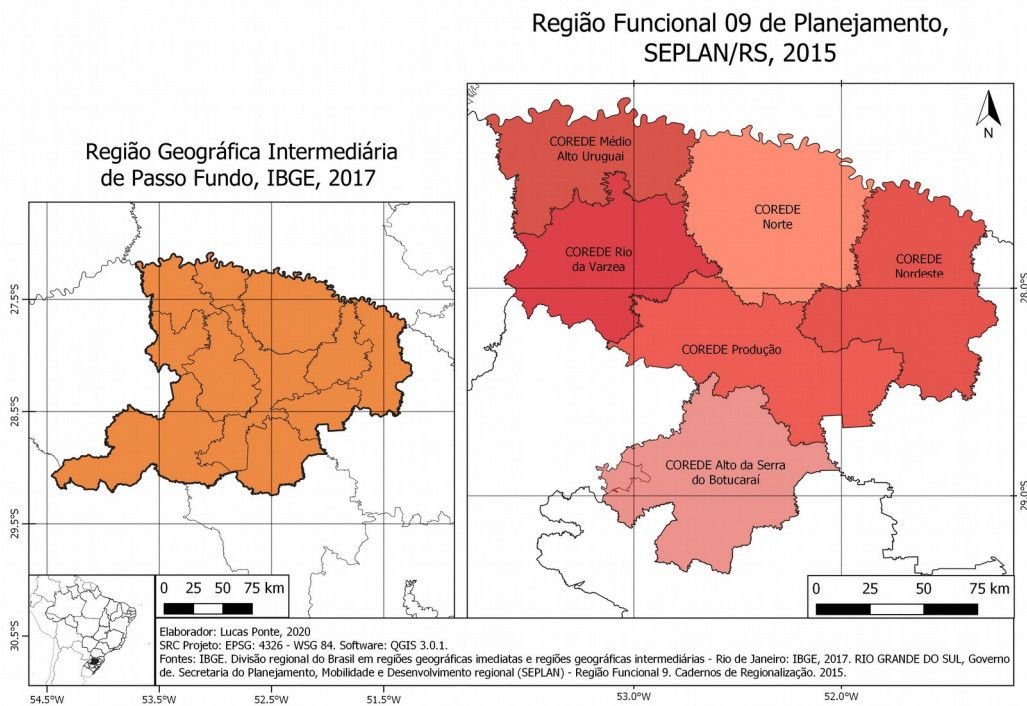 Região Funcional 09 de Planejamento,
SEPLAN/RS, 2015
Região Geográfica Intermediária
de Passo Fundo, IBGE, 2017
N
COREDE Médio
Alto Uruguai
COREDE
Norte
COREDE Rio
da Varzea
COREDE
Nordeste
COREDE Produção
COREDE Alto da Serra
do Botucaraí
27.5°S
28.5°S
29.5°S
30.5°S
28.0°S
29.0°S
0 25 50 75 km
0 25 50 75 km
Elaborador: Lucas Ponte, 2020
SRC Projeto: EPSG: 4326 - WSG 84. Software: QGIS 3.0.1.
Fontes: IBGE. Divisão regional do Brasil em regiões geográficas imediatas e regiões geográficas intermediárias - Rio de Janeiro: IBGE, 2017. RIO GRANDE DO SUL, Governo
de. Secretaria do Planejamento, Mobilidade e Desenvolvimento regional (SEPLAN) - Região Funcional 9. Cadernos de Regionalização. 2015.
54.5°W 53.5°W 52.5°W 51.5°W 53.0°W 52.0°W